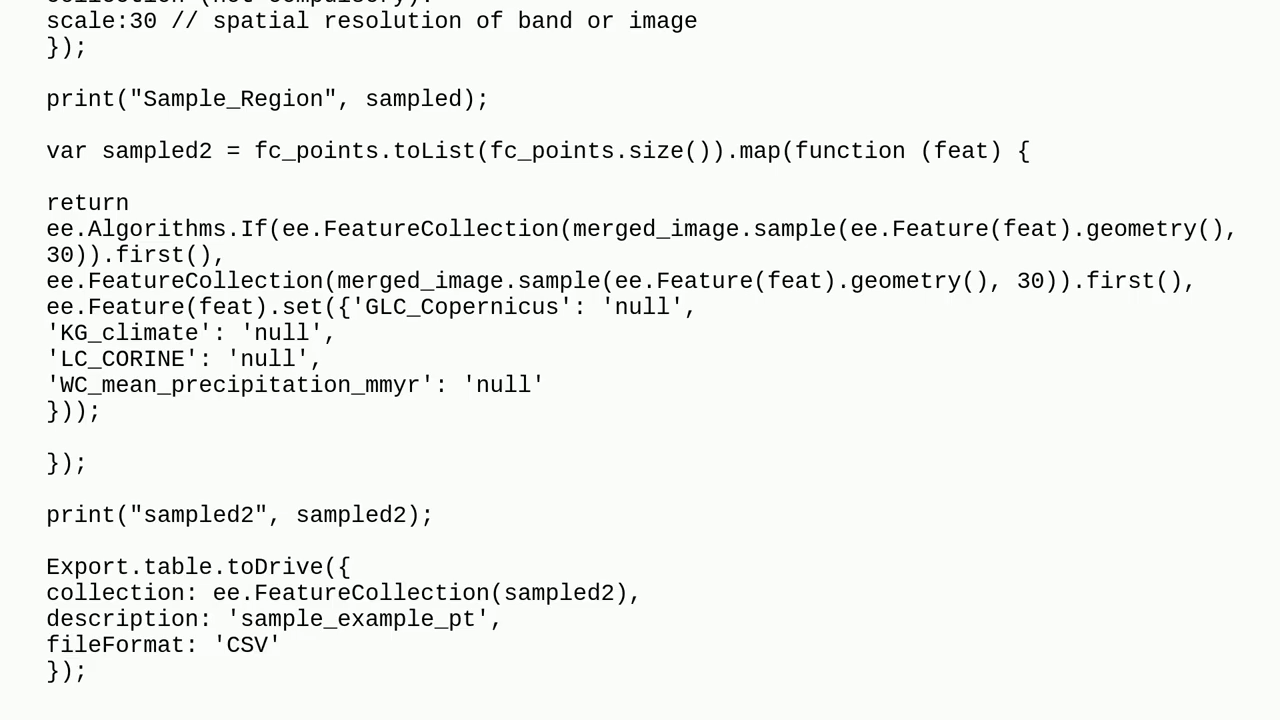 collection (not compulsory).
scale:30 // spatial resolution of band or image
});
print("Sample_Region", sampled);
var sampled2 = fc_points.toList(fc_points.size()).map(function (feat) {
return
ee.Algorithms.If(ee.FeatureCollection(merged_image.sample(ee.Feature(feat).geometry(),
30)).first(),
ee.FeatureCollection(merged_image.sample(ee.Feature(feat).geometry(), 30)).first(),
ee.Feature(feat).set({'GLC_Copernicus': 'null',
'KG_climate': 'null',
'LC_CORINE': 'null',
'WC_mean_precipitation_mmyr': 'null'
}));
});
print("sampled2", sampled2);
Export.table.toDrive({
collection: ee.FeatureCollection(sampled2),
description: 'sample_example_pt',
fileFormat: 'CSV'
});